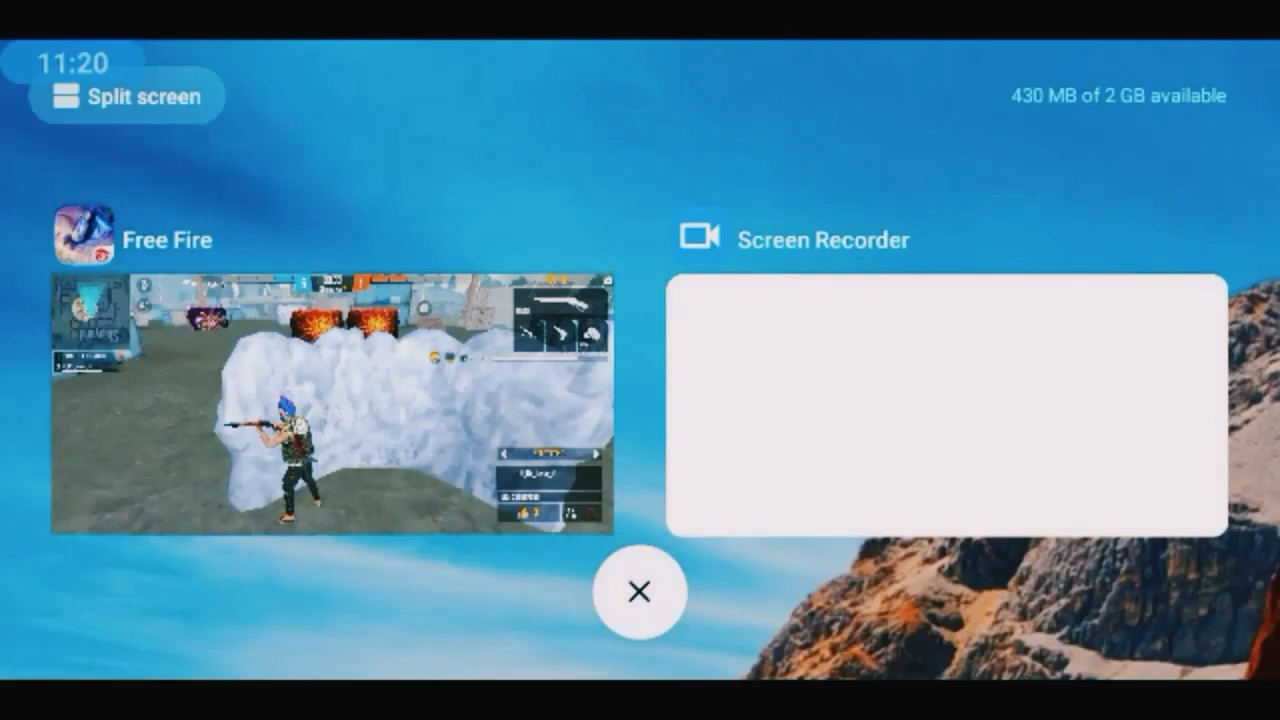 11:20
Split screen
430 MB of 2 GB available
Free Fire
Screen Recorder